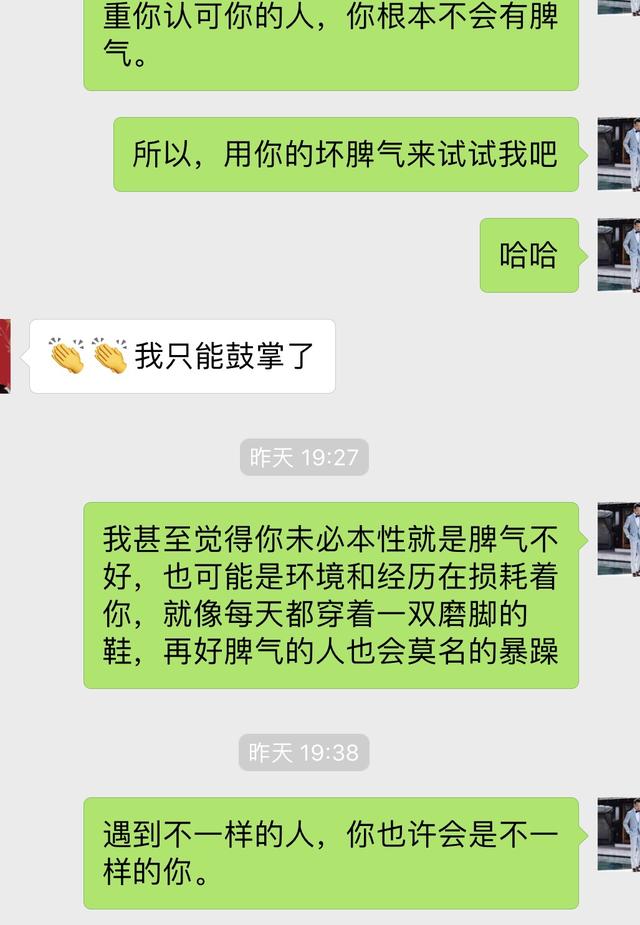 重你认可你的人，你根本不会有脾
气。
所以，用你的坏脾气来试试我吧
哈哈
👏👏我只能鼓掌了
昨天 19:27
我甚至觉得你未必本性就是脾气不
好，也可能是环境和经历在损耗着
你，就像每天都穿着一双磨脚的
鞋，再好脾气的人也会莫名的暴躁
昨天 19:38
遇到不一样的人，你也许会是不一
样的你。